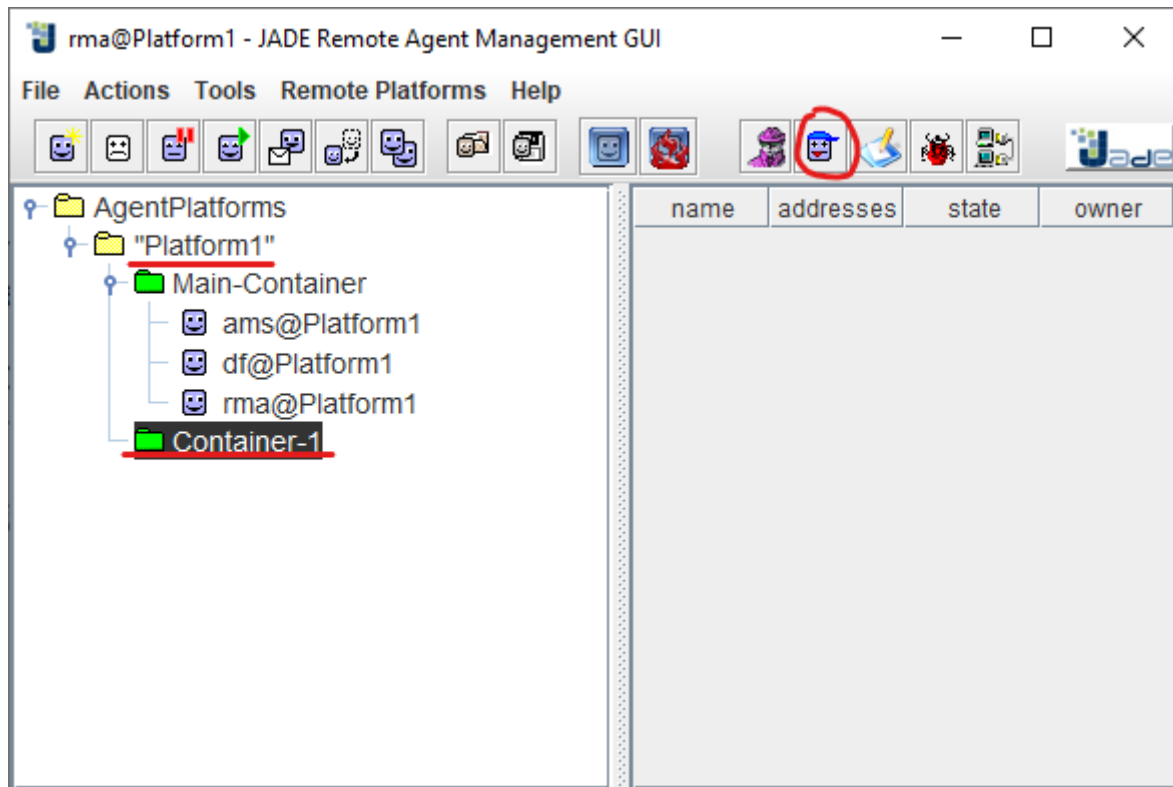 rma@Platform1 - JADE Remote Agent Management GUI
File Actions Tools Remote Platforms Help
Jade
AgentPlatforms
"Platform1"
Main-Container
ams@Platform1
df@Platform1
rma@Platform1
Container-1
name addresses state owner